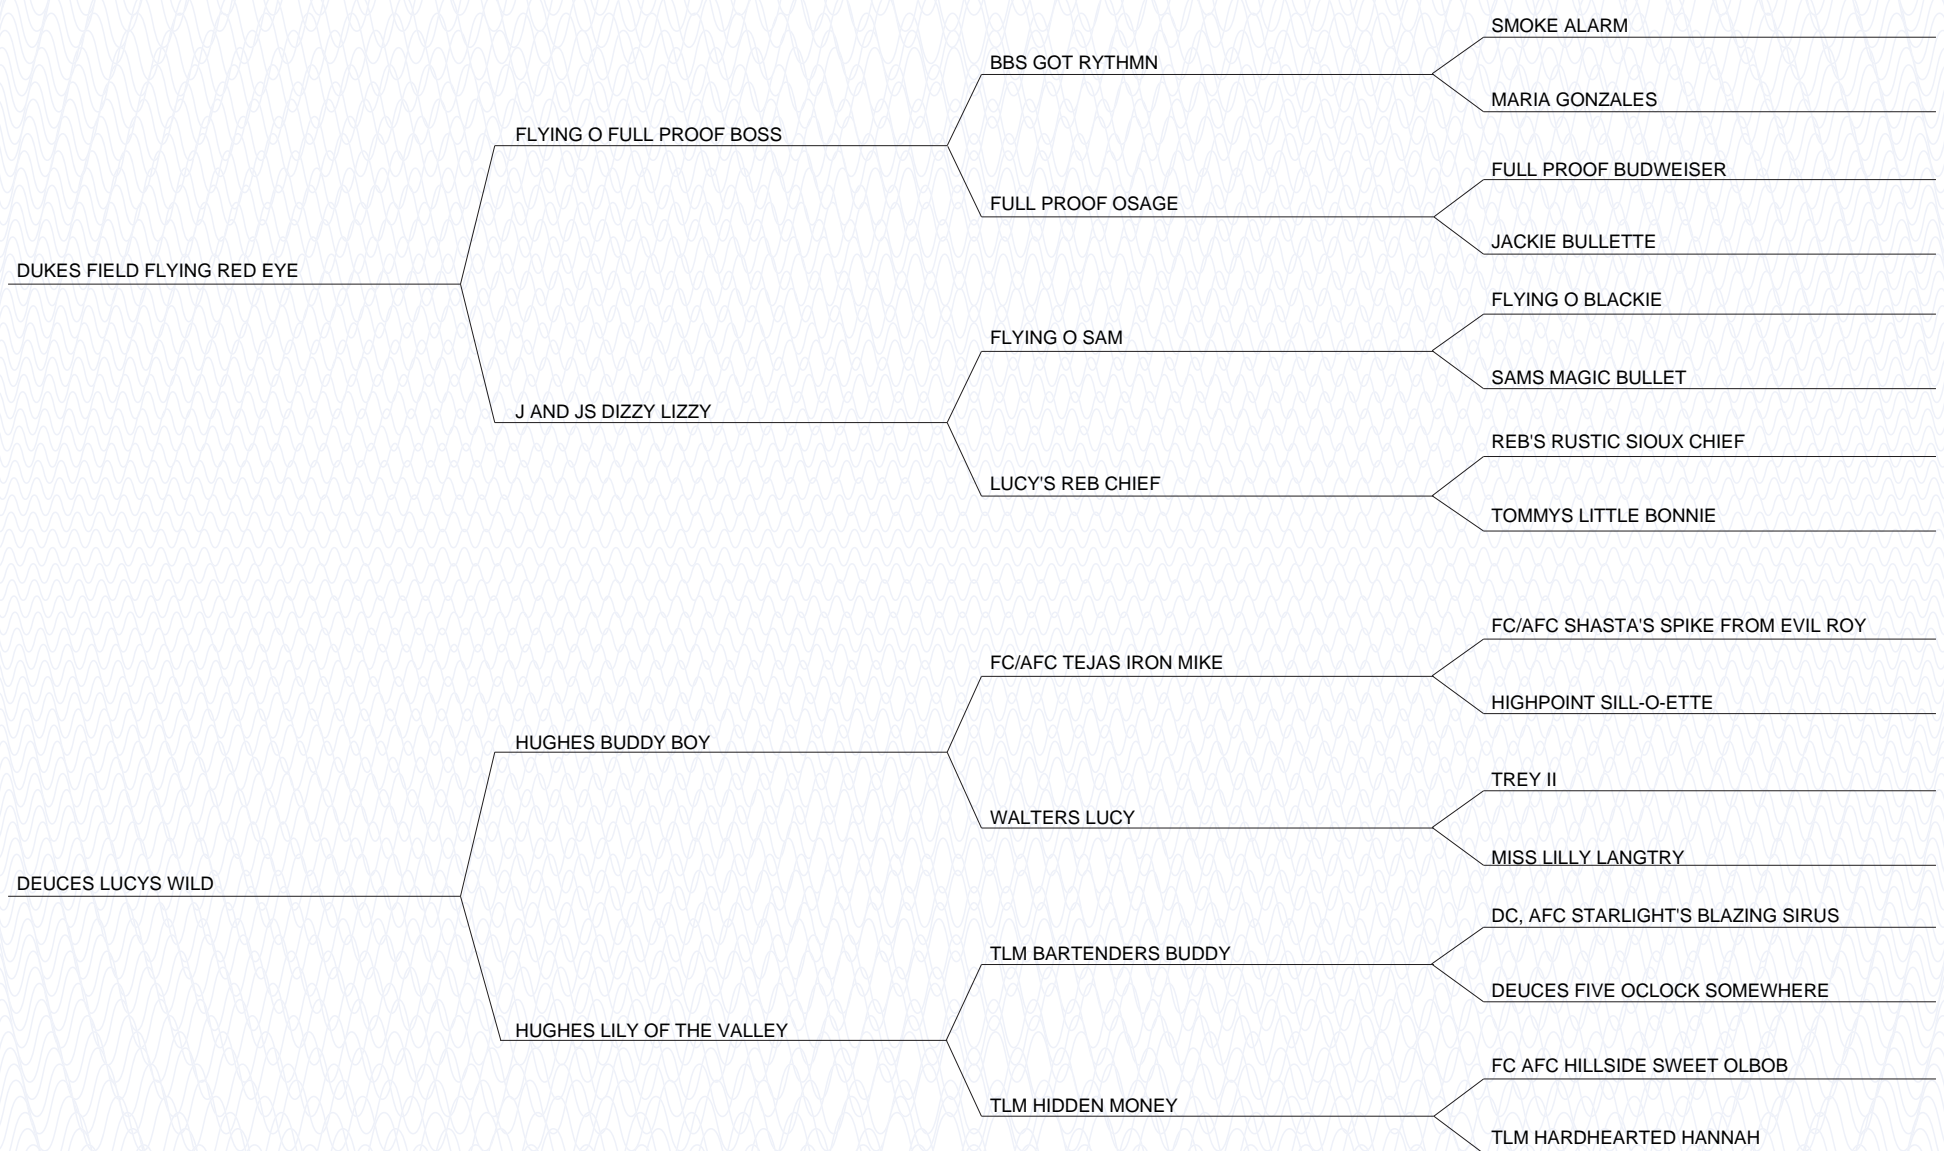 SMOKE ALARM
BBS GOT RYTHMN
MARIA GONZALES
FLYING O FULL PROOF BOSS
FULL PROOF BUDWEISER
FULL PROOF OSAGE
JACKIE BULLETTE
DUKES FIELD FLYING RED EYE
FLYING O BLACKIE
FLYING O SAM
SAMS MAGIC BULLET
J AND JS DIZZY LIZZY
REB'S RUSTIC SIOUX CHIEF
LUCY'S REB CHIEF
TOMMYS LITTLE BONNIE
FC/AFC SHASTA'S SPIKE FROM EVIL ROY
FC/AFC TEJAS IRON MIKE
HIGHPOINT SILL-O-ETTE
HUGHES BUDDY BOY
TREY II
WALTERS LUCY
MISS LILLY LANGTRY
DEUCES LUCYS WILD
DC, AFC STARLIGHT'S BLAZING SIRUS
TLM BARTENDERS BUDDY
DEUCES FIVE OCLOCK SOMEWHERE
HUGHES LILY OF THE VALLEY
FC AFC HILLSIDE SWEET OLBOB
TLM HIDDEN MONEY
TLM HARDHEARTED HANNAH